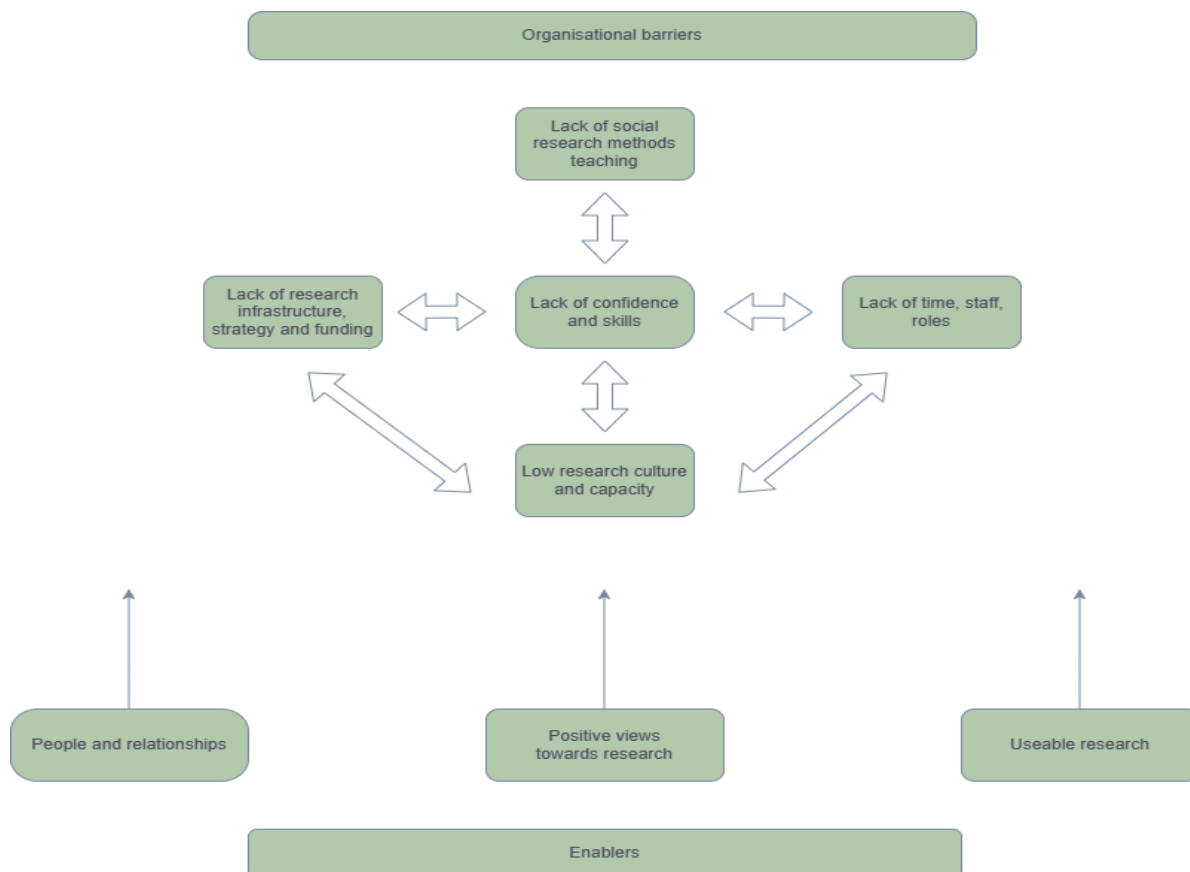 Organisational barriers
Lack of social
research methods
teaching
Lack of research
infrastructure,
strategy and funding
Lack of confidence
and skills
Lack of time, staff,
roles
Low research culture
and capacity
People and relationships
Positive views
towards research
Useable research
Enablers